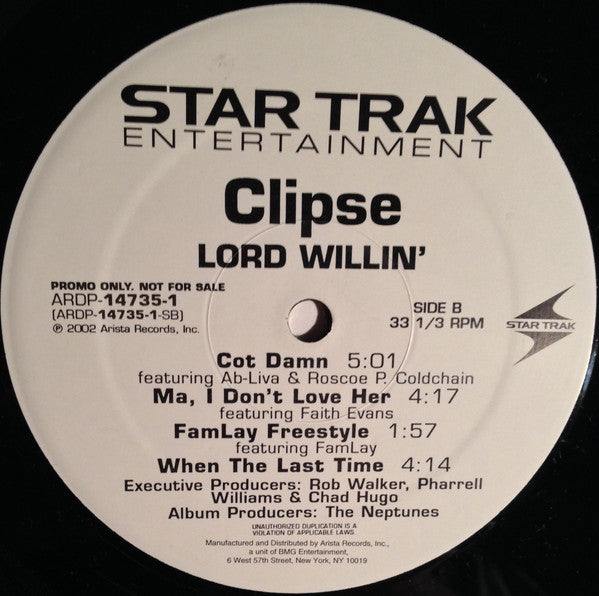 STAR TRAK
ENTERTAINMENT
Clipse
LORD WILLIN'
PROMO ONLY. NOT FOR SALE
ARDP-14735-1
(ARDP-14735-1-SB)
℗ 2002 Arista Records, Inc.
SIDE B
33 1/3 RPM
STAR TRAK
Cot Damn 5:01
featuring Ab-Liva & Roscoe P. Coldchain
Ma, I Don't Love Her 4:17
featuring Faith Evans
FamLay Freestyle 1:57
featuring FamLay
When The Last Time 4:14
Executive Producers: Rob Walker, Pharrell
Williams & Chad Hugo
Album Producers: The Neptunes
UNAUTHORIZED DUPLICATION IS A
VIOLATION OF APPLICABLE LAWS.
Manufactured and Distributed by Arista Records, Inc.,
a unit of BMG Entertainment,
6 West 57th Street, New York, NY 10019